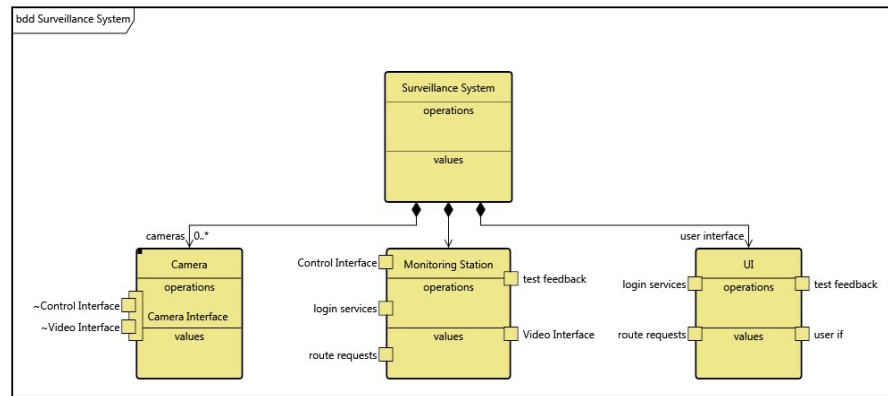 bdd Surveillance System
Surveillance System
operations
values
cameras 0..*
user interface
Camera
operations
~Control Interface
~Video Interface
Camera Interface
values
Control Interface
Monitoring Station
test feedback
operations
login services
values
Video Interface
route requests
UI
login services
operations
test feedback
route requests
values
user if